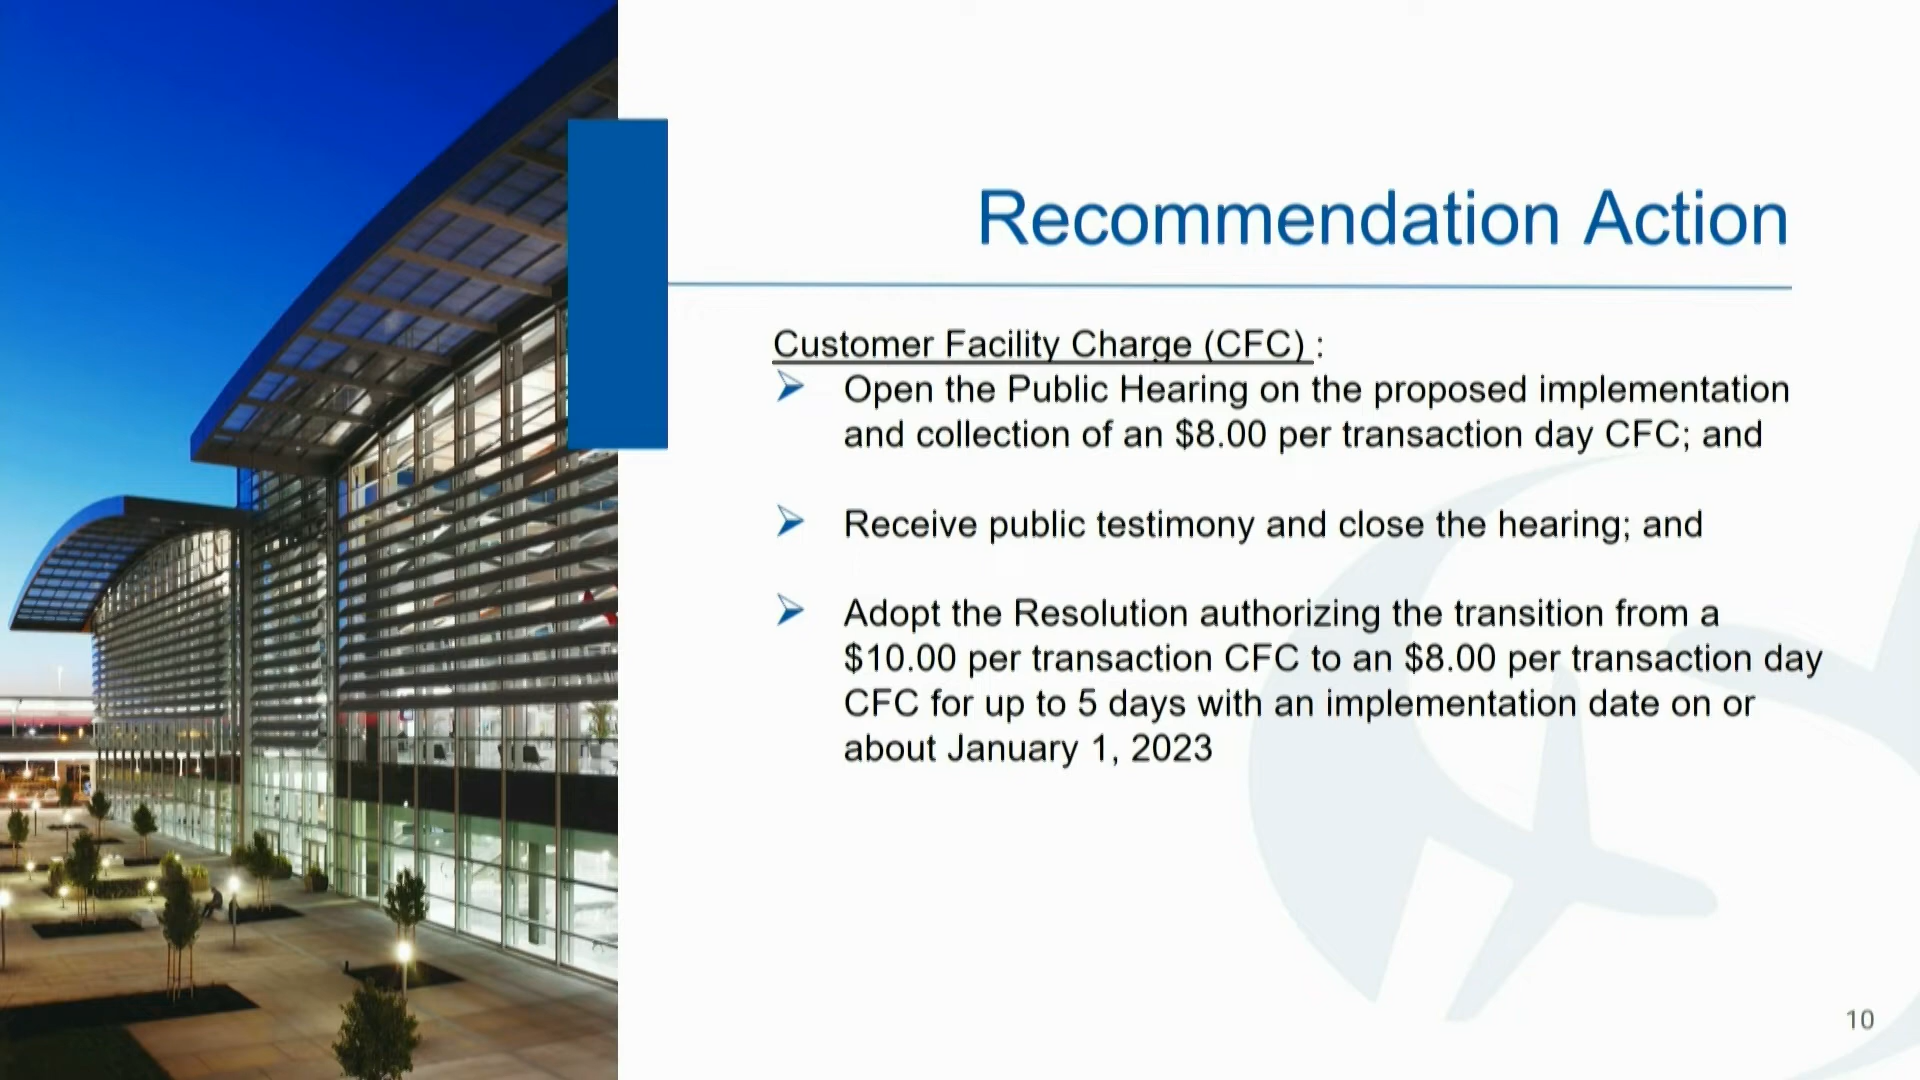 Recommendation Action
Customer Facility Charge (CFC) :
Open the Public Hearing on the proposed implementation
and collection of an $8.00 per transaction day CFC; and
Receive public testimony and close the hearing; and
Adopt the Resolution authorizing the transition from a
$10.00 per transaction CFC to an $8.00 per transaction day
CFC for up to 5 days with an implementation date on or
about January 1, 2023
10